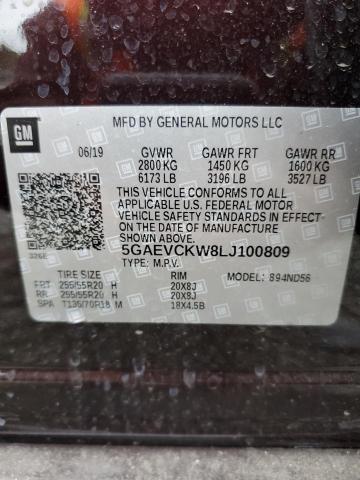 GM
MFD BY GENERAL MOTORS LLC
06/19 GVWR GAWR FRT GAWR RR
2800 KG 1450 KG 1600 KG
6173 LB 3196 LB 3527 LB
THIS VEHICLE CONFORMS TO ALL
APPLICABLE U.S. FEDERAL MOTOR
VEHICLE SAFETY STANDARDS IN EFFECT
ON THE DATE OF MANUFACTURE
SHOWN ABOVE.
5GAEVCKW8LJ100809
326E TYPE: M.P.V.
TIRE SIZE RIM MODEL: 894ND56
FRT 255/55R20 H 20X8J
RR 255/55R20 H 20X8J
SPA T135/70R18 M 18X4.5B